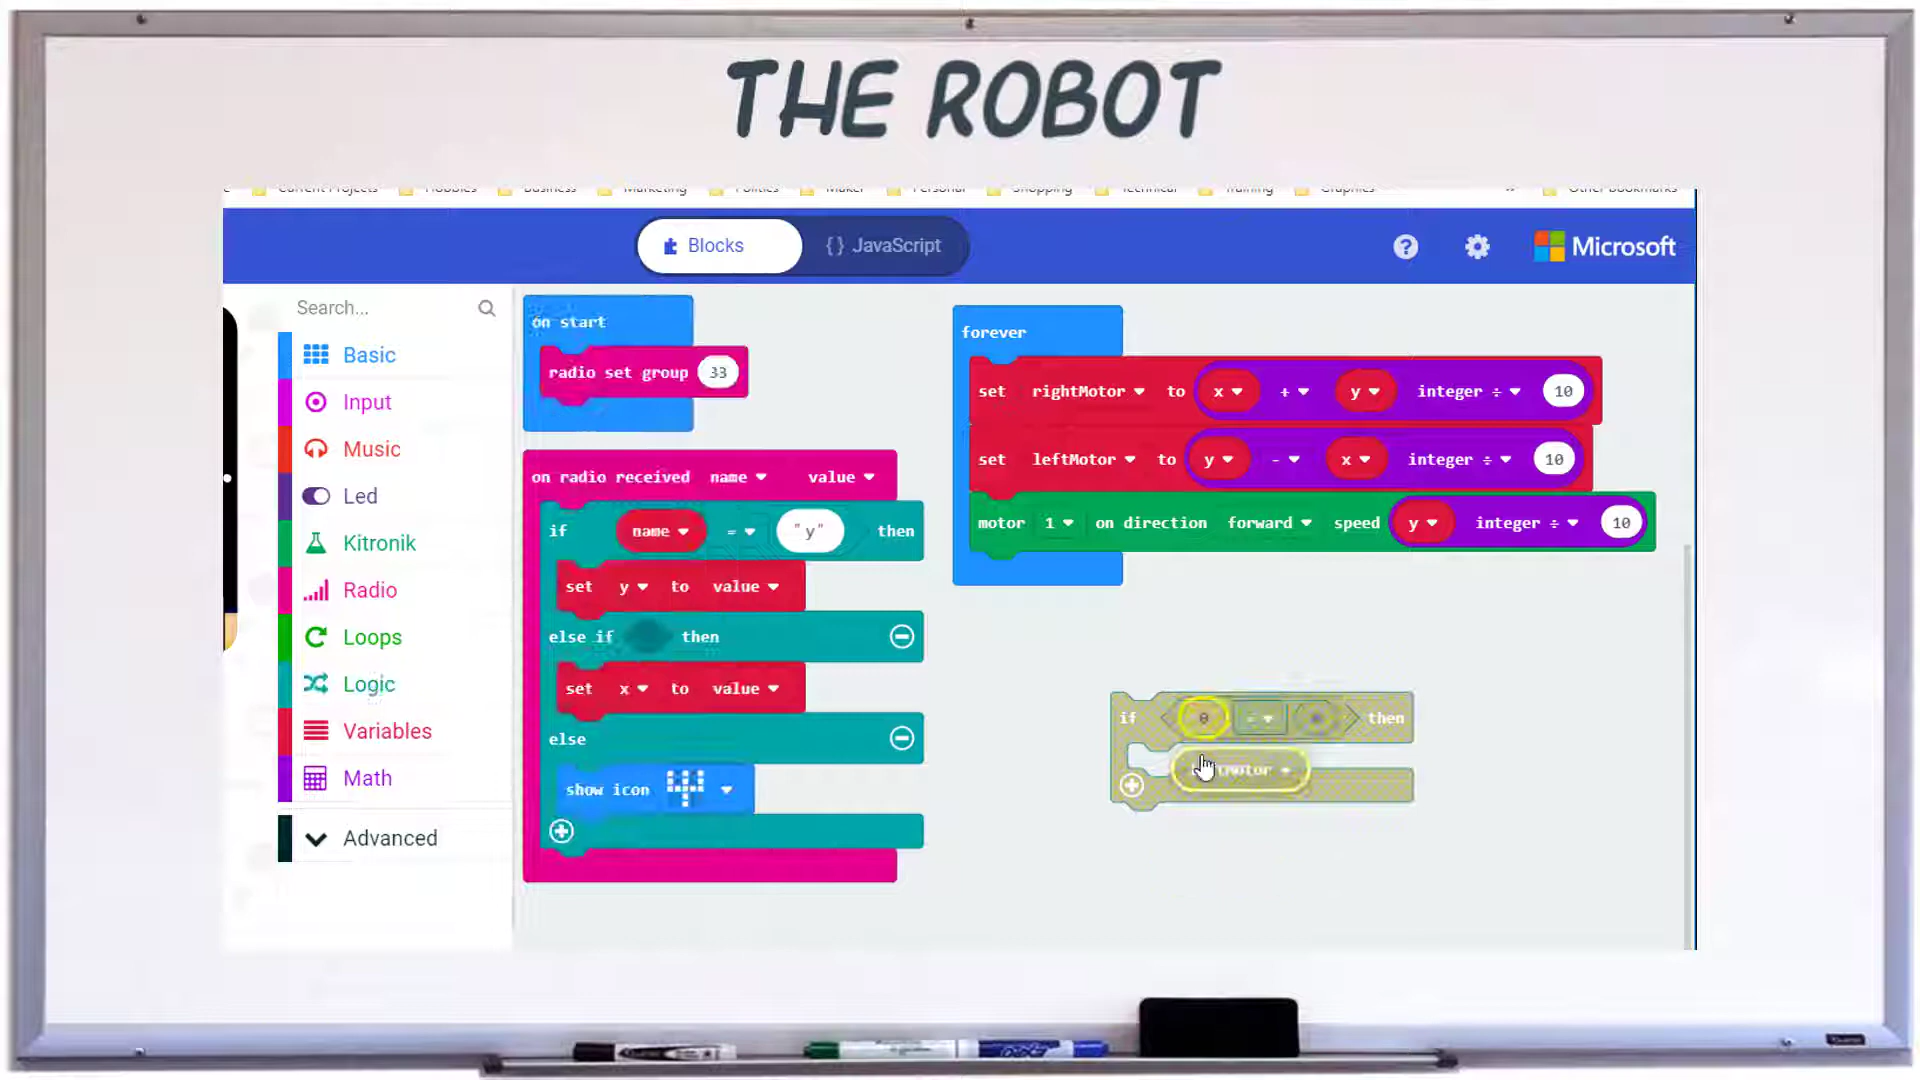 THE ROBOT
Blocks
{} JavaScript
?
Microsoft
Search...
Basic
Input
Music
Led
Kitronik
Radio
Loops
Logic
Variables
Math
Advanced
on start
radio set group 33
on radio received name value
if name = "y" then
set y to value
else if then
set x to value
else
show icon
forever
set rightMotor to x + y integer ÷ 10
set leftMotor to y - x integer ÷ 10
motor 1 on direction forward speed y integer ÷ 10
if 0 = then